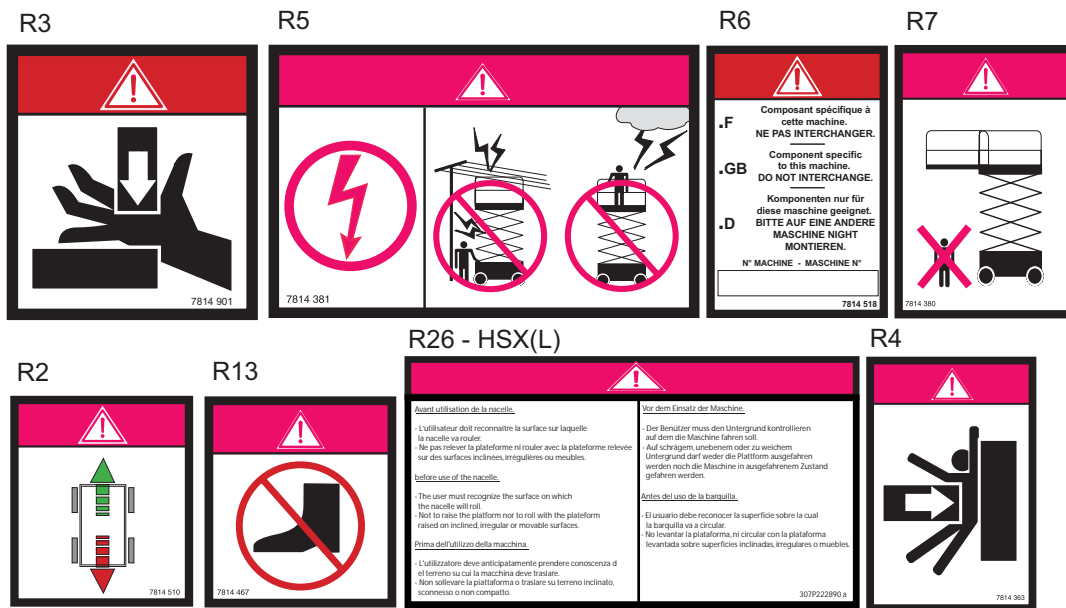 R3
R5
R6
R7
7814 901
7814 381
.F
Composant spécifique à
cette machine.
NE PAS INTERCHANGER.
.GB
Component specific
to this machine.
DO NOT INTERCHANGE.
.D
Komponenten nur für
diese maschine geeignet.
BITTE AUF EINE ANDERE
MASCHINE NIGHT
MONTIEREN.
N° MACHINE - MASCHINE N°
7814 518
7814 380
R2
R13
R26 - HSX(L)
R4
7814 510
7814 467
Avant utilisation de la nacelle.
- L'utilisateur doit reconnaitre la surface sur laquelle
la nacelle va rouler.
- Ne pas relever la plateforme ni rouler avec la plateforme relevée
sur des surfaces inclinées, irrégulières ou meubles.
before use of the nacelle.
- The user must recognize the surface on which
the nacelle will roll.
- Not to raise the platform nor to roll with the plateform
raised on inclined, irregular or movable surfaces.
Prima dell'utilizzo della macchina.
- L'utilizzatore deve anticipatamente prendere conoscenza d
el terreno su cui la macchina deve traslare.
- Non sollevare la piattaforma o traslare su terreno inclinato,
sconnesso o non compatto.
Vor dem Einsatz der Maschine.
- Der Benützer muss den Untergrund kontrollieren
auf dem die Maschine fahren soll.
- Auf schrägem, unebenem oder zu weichem
Untergrund darf weder die Plattform ausgefahren
werden noch die Maschine in ausgefahrenem Zustand
gefahren werden.
Antes del uso de la barquilla.
- El usuario debe reconocer la superficie sobre la cual
la barquilla va a circular.
- No levantar la plataforma, ni circular con la plataforma
levantada sobre superficies inclinadas, irregulares o muebles.
307P222890 a
7814 363